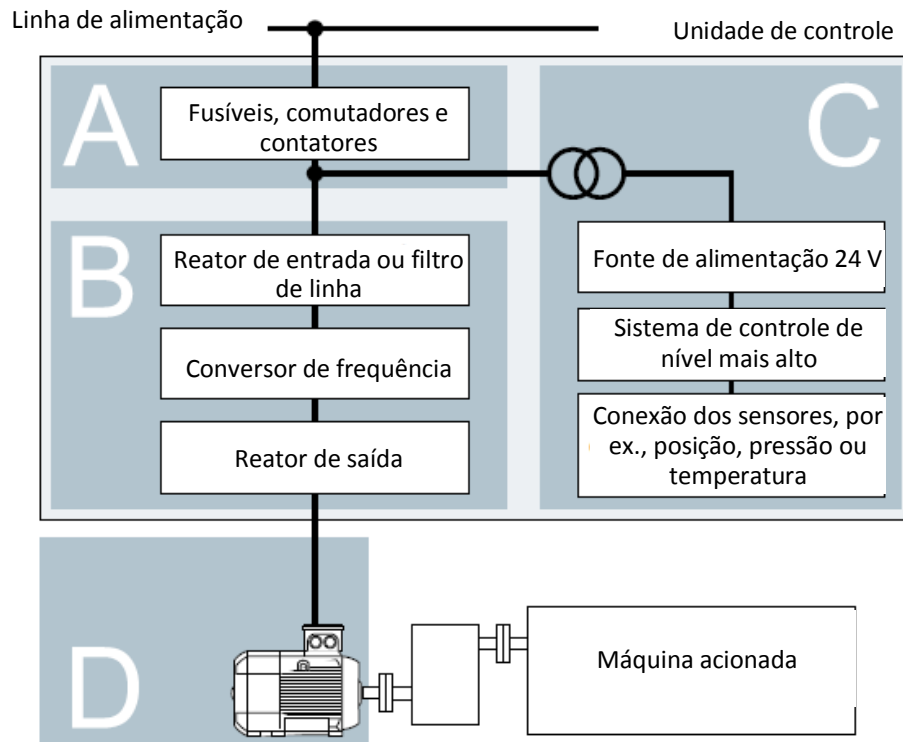 Linha de alimentação
Unidade de controle
A
Fusíveis, comutadores e
contatores
C
B
Reator de entrada ou filtro
de linha
Conversor de frequência
Reator de saída
Fonte de alimentação 24 V
Sistema de controle de
nível mais alto
Conexão dos sensores, por
ex., posição, pressão ou
temperatura
D
Máquina acionada